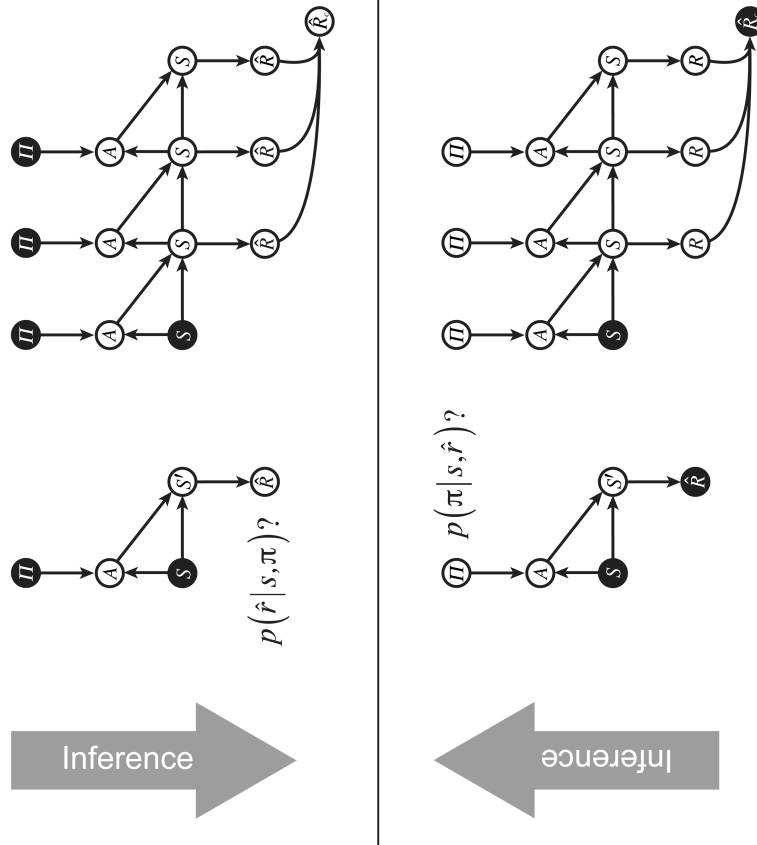 R̂c
S R̂
Π A S R̂
Π A S R̂
Π A S
S' R̂
p(r̂|s,π)?
Π A S
Inference
R̂c
S R
Π A S R
Π A S R
Π A S
p(π|s,r̂)?
S' R̂
Π A S
Inference